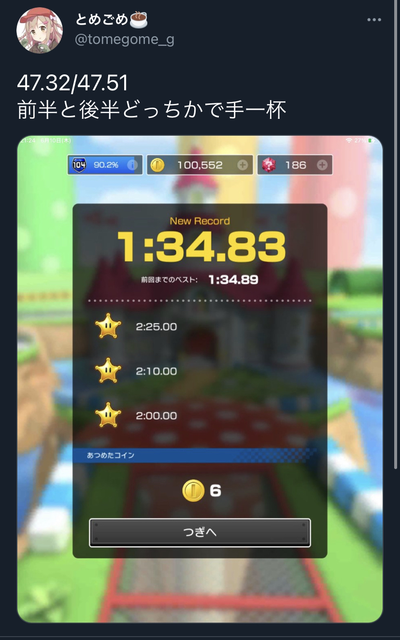 とめごめ☕
@tomegome_g
47.32/47.51
前半と後半どっちかで手一杯
104 90.2% 100,552 186
New Record
1:34.83
前回までのベスト: 1:34.89
2:25.00
2:10.00
2:00.00
あつめたコイン
6
つぎへ